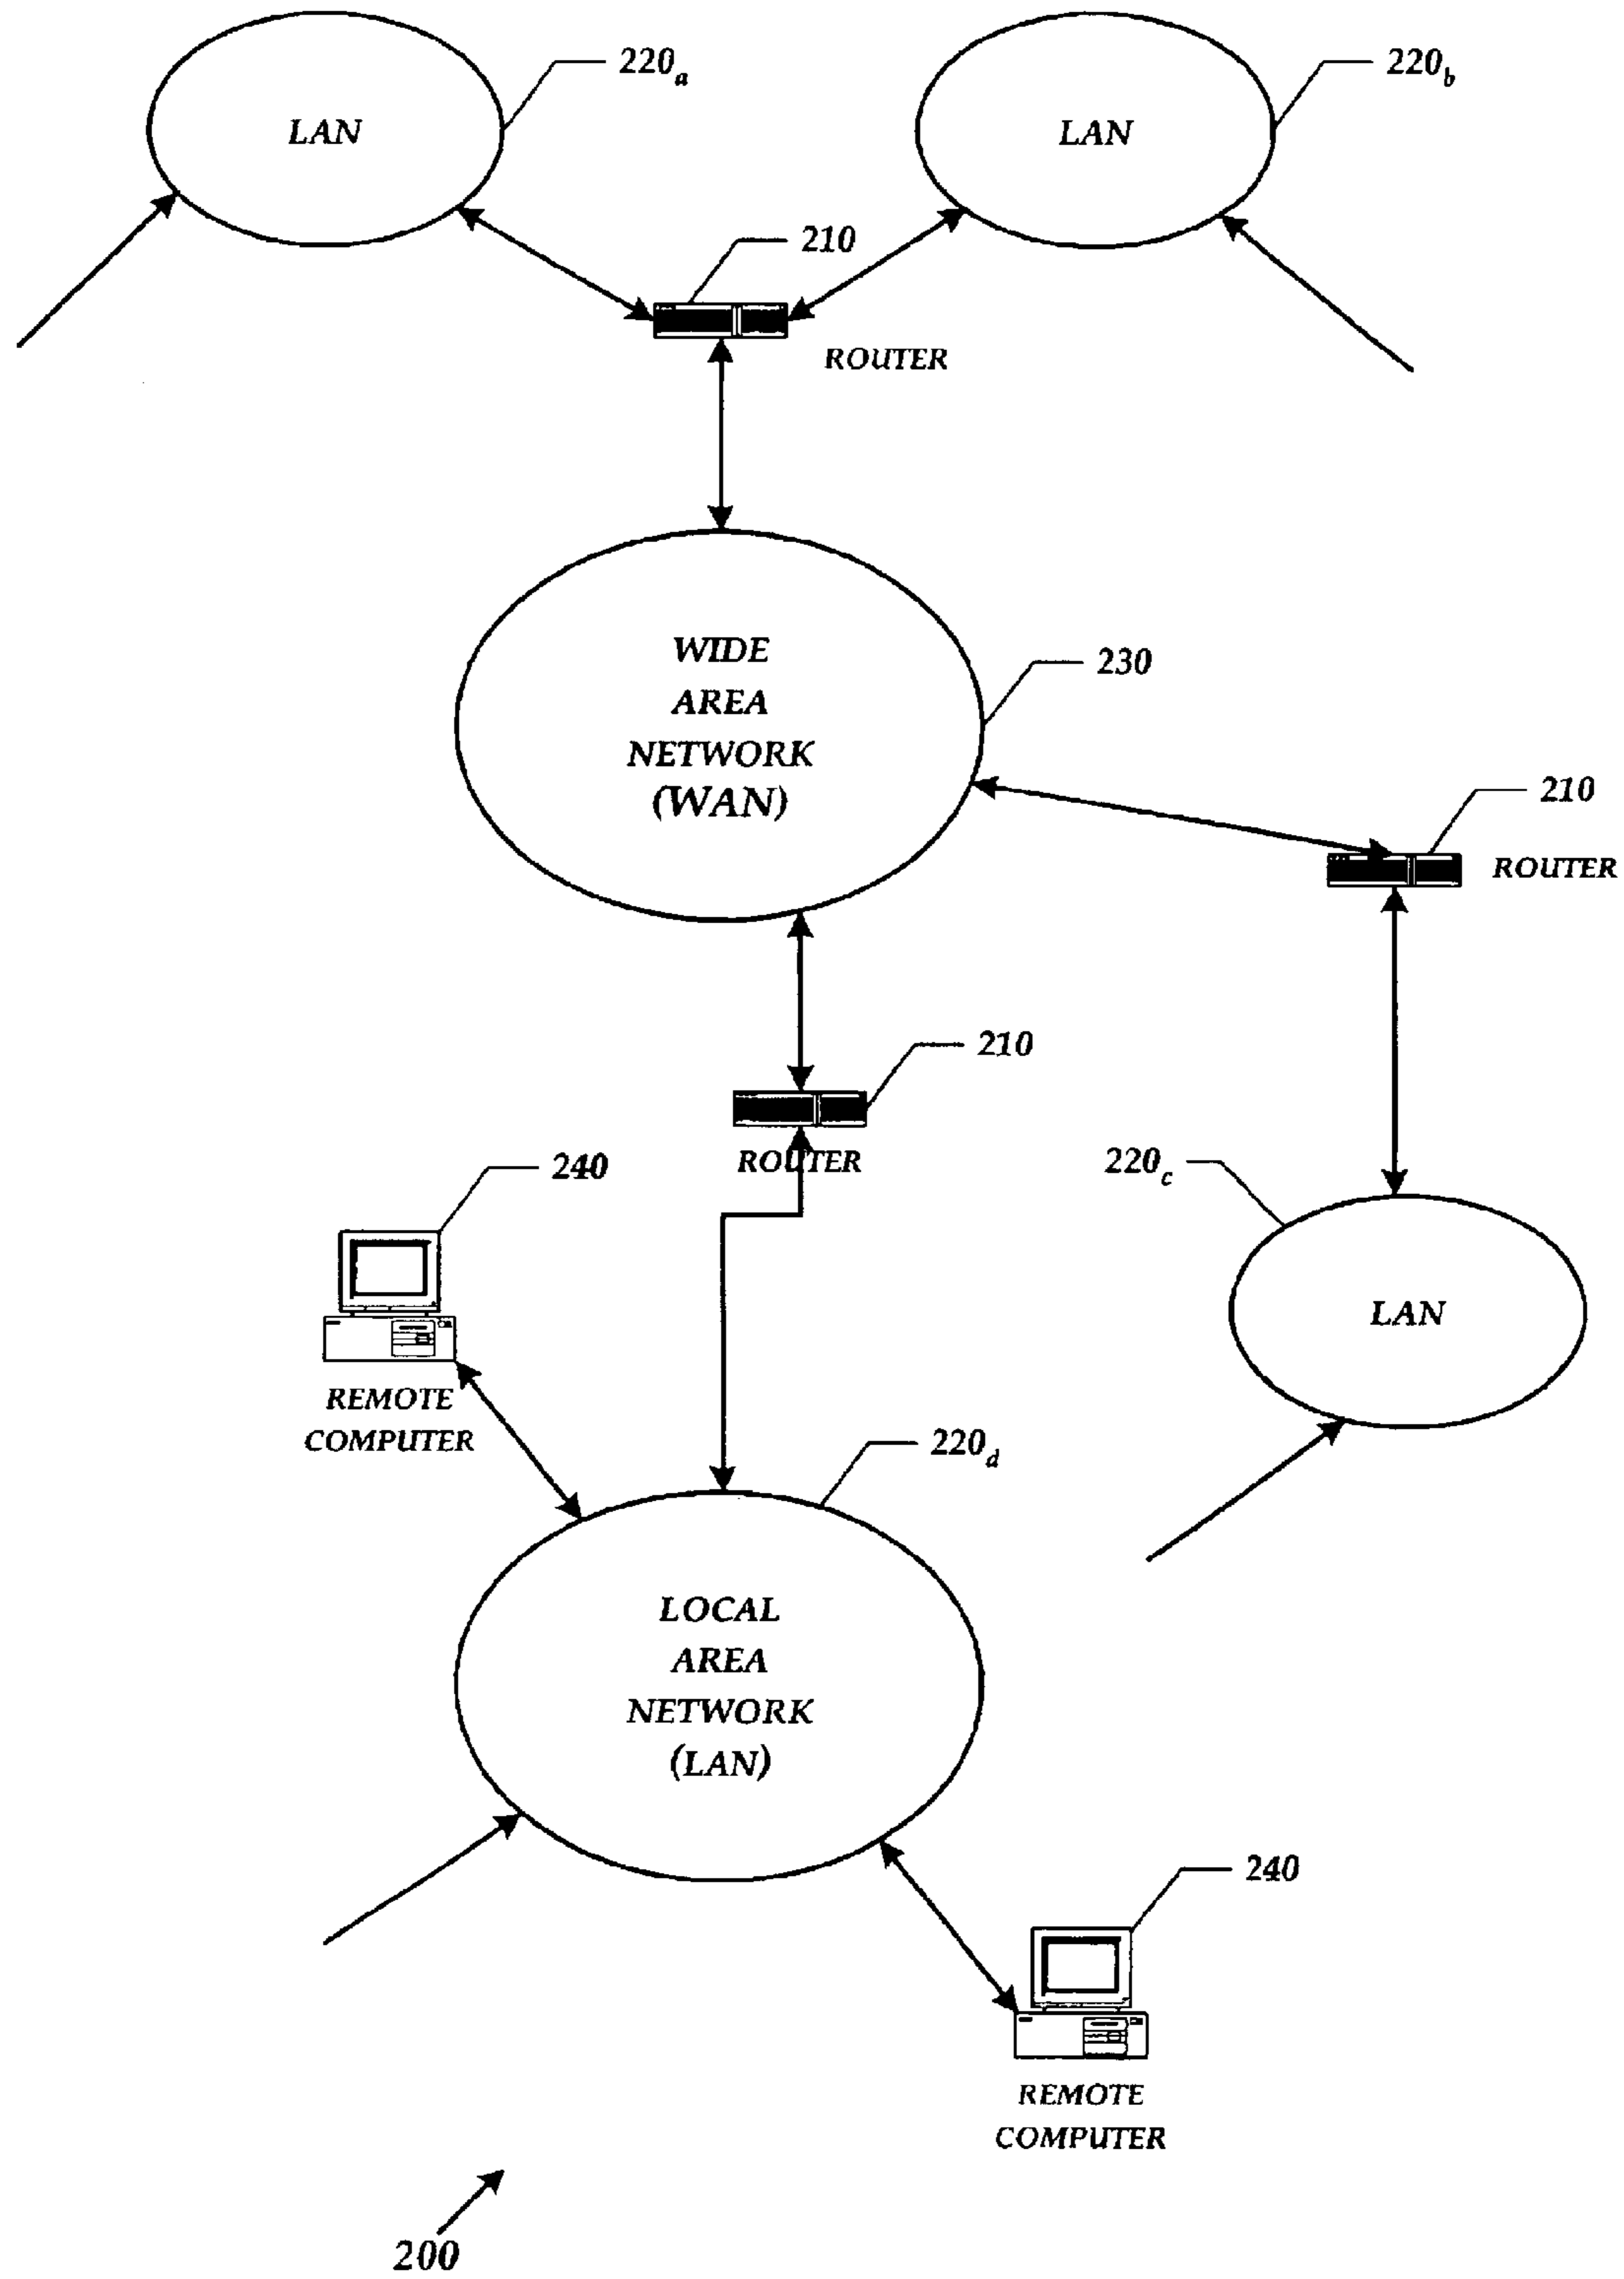 220a
220b
LAN
LAN
210
ROUTER
WIDE
AREA
NETWORK
(WAN)
230
210
ROUTER
210
ROUTER
240
220c
REMOTE
COMPUTER
LAN
220d
LOCAL
AREA
NETWORK
(LAN)
240
REMOTE
COMPUTER
200